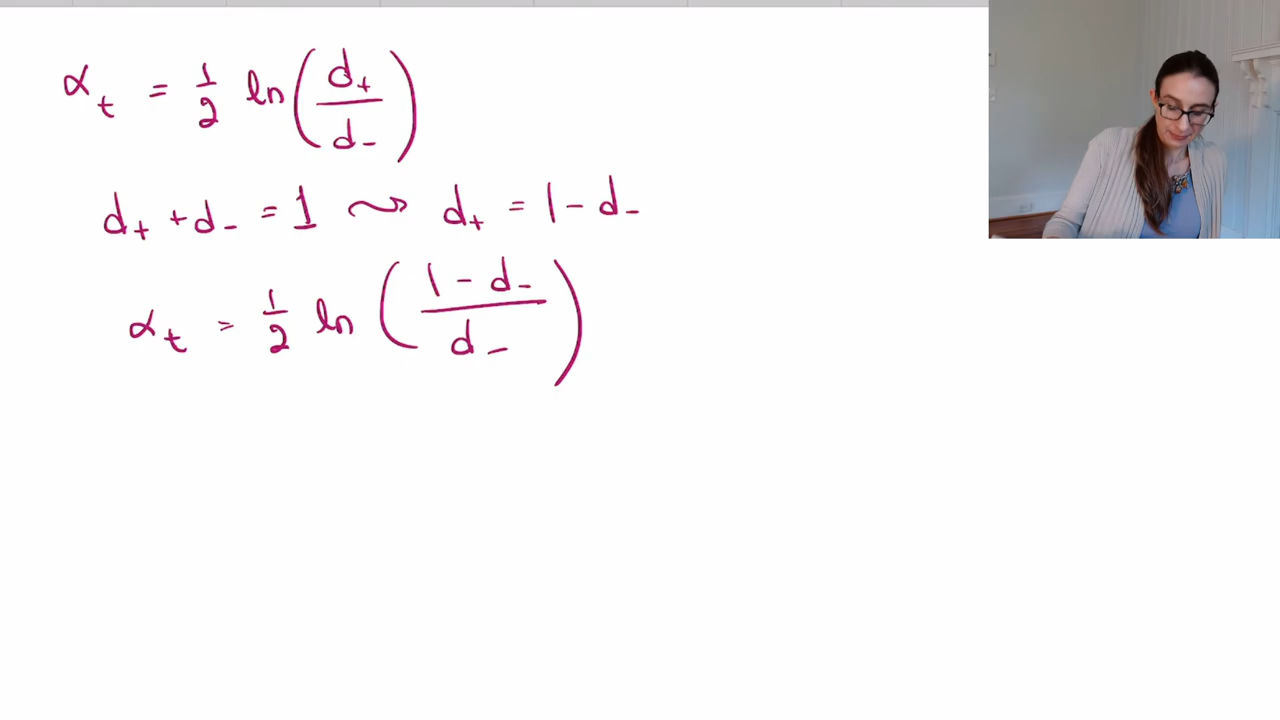 α_t = 1/2 ln(d_+/d_-)
d_+ + d_- = 1 ⇝ d_+ = 1 - d_-
α_t = 1/2 ln((1 - d_-)/d_-)